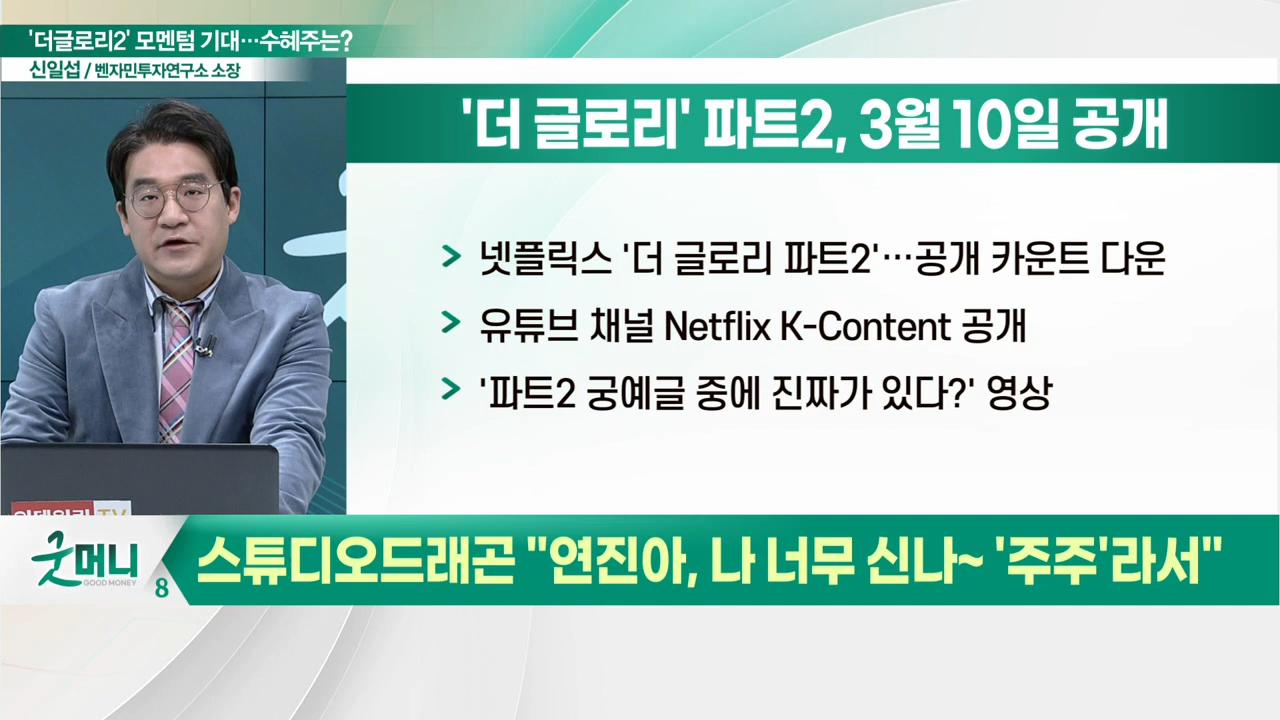 '더글로리2' 모멘텀 기대…수혜주는?
신일섭 / 벤자민투자연구소 소장
'더 글로리' 파트2, 3월 10일 공개
> 넷플릭스 '더 글로리 파트2'…공개 카운트 다운
> 유튜브 채널 Netflix K-Content 공개
> '파트2 궁예글 중에 진짜가 있다?' 영상
굿머니
GOOD MONEY
8
스튜디오드래곤 "연진아, 나 너무 신나~ '주주'라서"